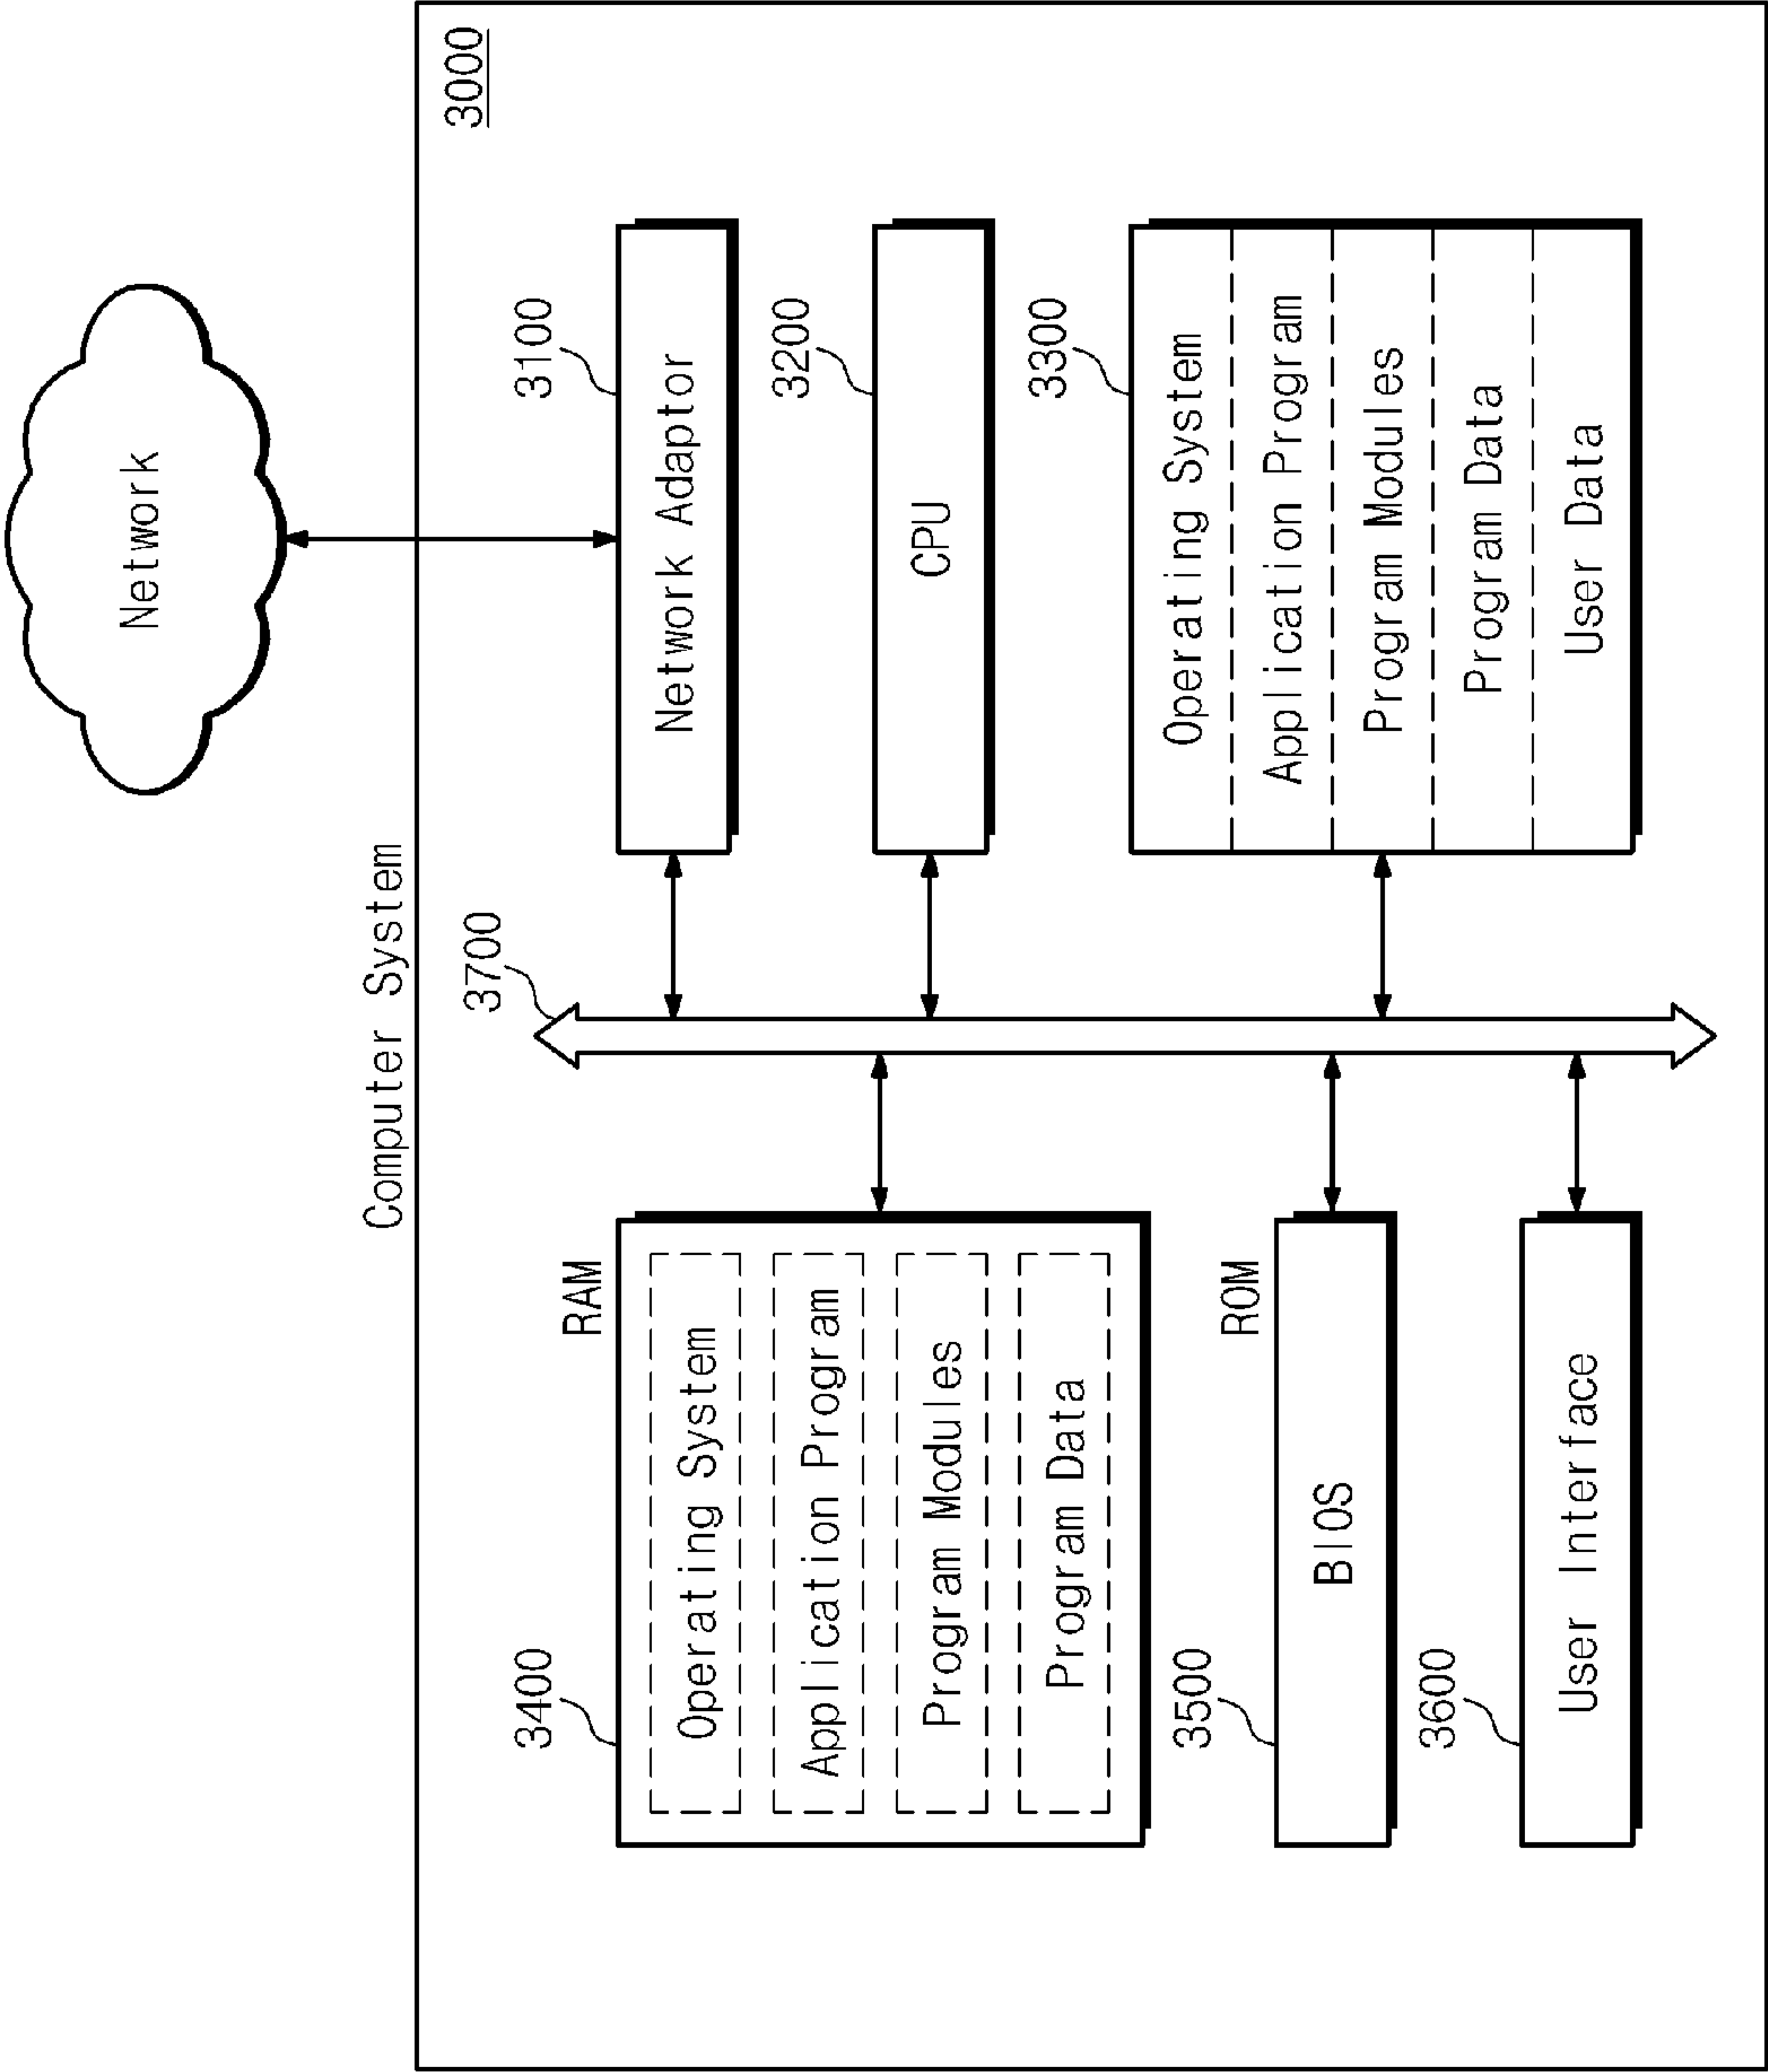 Network
Computer System
3000
3700
3100
Network Adaptor
3200
CPU
3300
Operating System
Application Program
Program Modules
Program Data
User Data
3400
RAM
Operating System
Application Program
Program Modules
Program Data
3500
ROM
BIOS
3600
User Interface